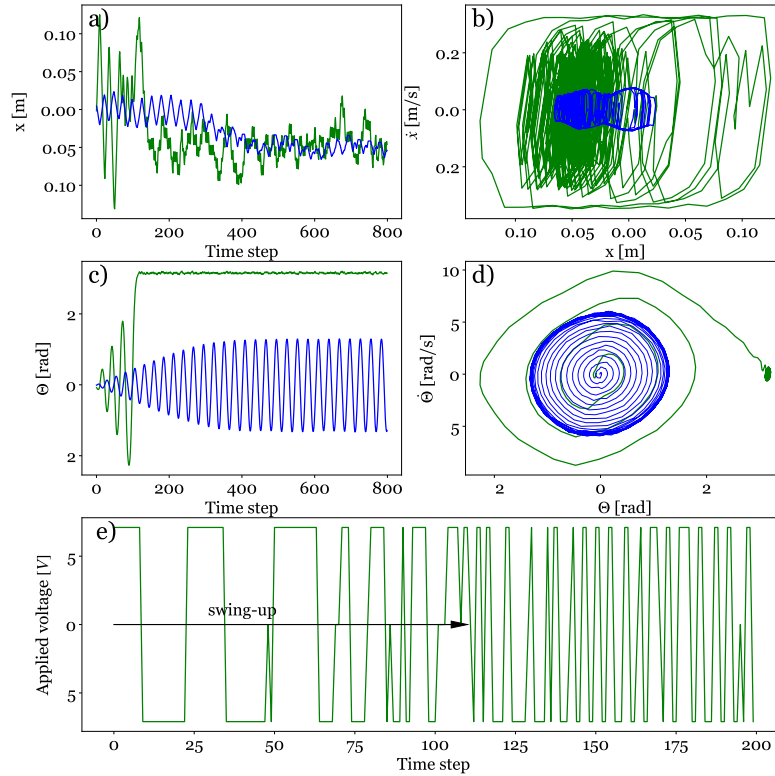 a)
0.10
0.05
0.00
0.05
0.10
x [m]
0 200 400 600 800
Time step
b)
0.2
0.0
0.2
ẋ [m/s]
0.10 0.05 0.00 0.05 0.10
x [m]
c)
2
0
2
Θ [rad]
0 200 400 600 800
Time step
d)
10
5
0
5
Θ̇ [rad/s]
2 0 2
Θ [rad]
e)
5
0
5
Applied voltage [V]
swing-up
0 25 50 75 100 125 150 175 200
Time step